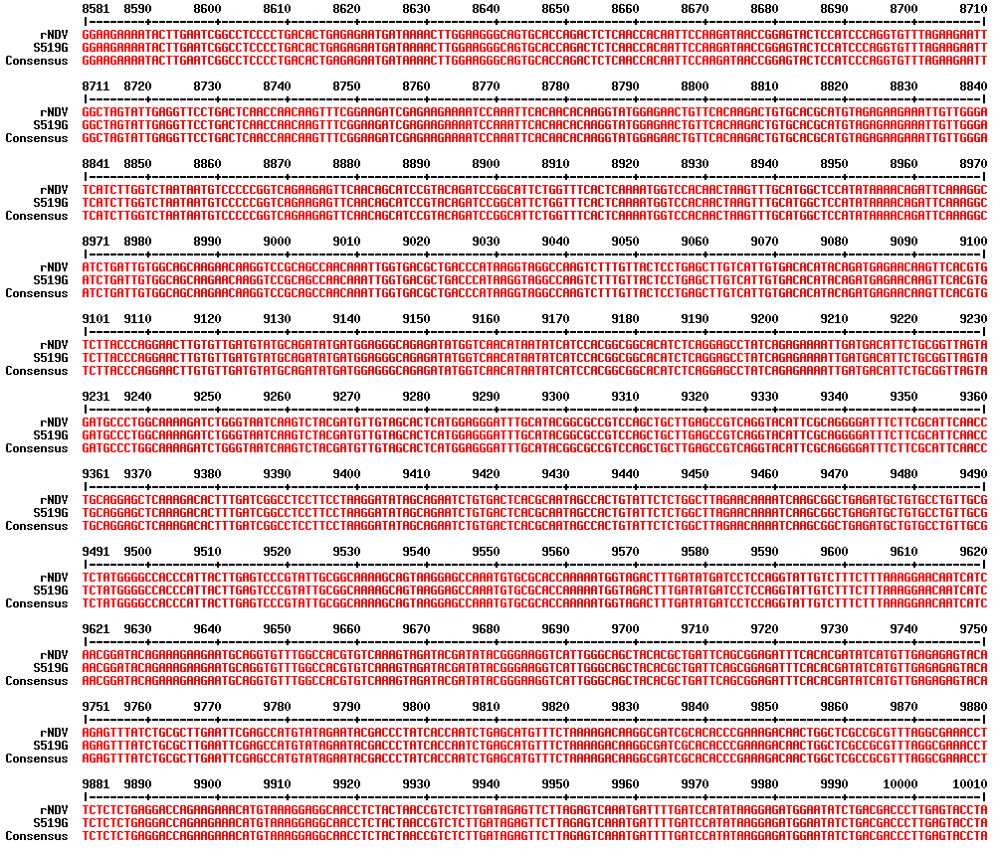 8581 8590 8600 8610 8620 8630 8640 8650 8660 8670 8680 8690 8700 8710
rNDV GGAAGAAAATACTTGAATCGGCCTCCCCTGACACTGAGAGAATGATAAAACTTGGAAGGGCAGTGCACCAGACTCTCAACCACAATTCCAAGATAACCGGAGTACTCCATCCCAGGTGTTTAGAAGAATT
S519G GGAAGAAAATACTTGAATCGGCCTCCCCTGACACTGAGAGAATGATAAAACTTGGAAGGGCAGTGCACCAGACTCTCAACCACAATTCCAAGATAACCGGAGTACTCCATCCCAGGTGTTTAGAAGAATT
Consensus GGAAGAAAATACTTGAATCGGCCTCCCCTGACACTGAGAGAATGATAAAACTTGGAAGGGCAGTGCACCAGACTCTCAACCACAATTCCAAGATAACCGGAGTACTCCATCCCAGGTGTTTAGAAGAATT
8711 8720 8730 8740 8750 8760 8770 8780 8790 8800 8810 8820 8830 8840
rNDV GGCTAGTATTGAGGTTCCTGACTCAACCAACAAGTTTCGGAAGATCGAGAAGAAAATCCAAATTCACAACACAAGGTATGGAGAACTGTTCACAAGACTGTGCACGCATGTAGAGAAGAAATTGTTGGGA
S519G GGCTAGTATTGAGGTTCCTGACTCAACCAACAAGTTTCGGAAGATCGAGAAGAAAATCCAAATTCACAACACAAGGTATGGAGAACTGTTCACAAGACTGTGCACGCATGTAGAGAAGAAATTGTTGGGA
Consensus GGCTAGTATTGAGGTTCCTGACTCAACCAACAAGTTTCGGAAGATCGAGAAGAAAATCCAAATTCACAACACAAGGTATGGAGAACTGTTCACAAGACTGTGCACGCATGTAGAGAAGAAATTGTTGGGA
8841 8850 8860 8870 8880 8890 8900 8910 8920 8930 8940 8950 8960 8970
rNDV TCATCTTGGTCTAATAATGTCCCCCGGTCAGAAGAGTTCAACAGCATCCGTACAGATCCGGCATTCTGGTTTCACTCAAAATGGTCCACAACTAAGTTTGCATGGCTCCATATAAAACAGATTCAAAGGC
S519G TCATCTTGGTCTAATAATGTCCCCCGGTCAGAAGAGTTCAACAGCATCCGTACAGATCCGGCATTCTGGTTTCACTCAAAATGGTCCACAACTAAGTTTGCATGGCTCCATATAAAACAGATTCAAAGGC
Consensus TCATCTTGGTCTAATAATGTCCCCCGGTCAGAAGAGTTCAACAGCATCCGTACAGATCCGGCATTCTGGTTTCACTCAAAATGGTCCACAACTAAGTTTGCATGGCTCCATATAAAACAGATTCAAAGGC
8971 8980 8990 9000 9010 9020 9030 9040 9050 9060 9070 9080 9090 9100
rNDV ATCTGATTGTGGCAGCAAGAACAAGGTCCGCAGCCAACAAATTGGTGACGCTGACCCATAAGGTAGGCCAAGTCTTTGTTACTCCTGAGCTTGTCATTGTGACACATACAGATGAGAACAAGTTCACGTG
S519G ATCTGATTGTGGCAGCAAGAACAAGGTCCGCAGCCAACAAATTGGTGACGCTGACCCATAAGGTAGGCCAAGTCTTTGTTACTCCTGAGCTTGTCATTGTGACACATACAGATGAGAACAAGTTCACGTG
Consensus ATCTGATTGTGGCAGCAAGAACAAGGTCCGCAGCCAACAAATTGGTGACGCTGACCCATAAGGTAGGCCAAGTCTTTGTTACTCCTGAGCTTGTCATTGTGACACATACAGATGAGAACAAGTTCACGTG
9101 9110 9120 9130 9140 9150 9160 9170 9180 9190 9200 9210 9220 9230
rNDV TCTTACCCAGGAACTTGTGTTGATGTATGCAGATATGATGGAGGGCAGAGATATGGTCAACATAATATCATCCACGGCGGCACATCTCAGGAGCCTATCAGAGAAAATTGATGACATTCTGCGGTTAGTA
S519G TCTTACCCAGGAACTTGTGTTGATGTATGCAGATATGATGGAGGGCAGAGATATGGTCAACATAATATCATCCACGGCGGCACATCTCAGGAGCCTATCAGAGAAAATTGATGACATTCTGCGGTTAGTA
Consensus TCTTACCCAGGAACTTGTGTTGATGTATGCAGATATGATGGAGGGCAGAGATATGGTCAACATAATATCATCCACGGCGGCACATCTCAGGAGCCTATCAGAGAAAATTGATGACATTCTGCGGTTAGTA
9231 9240 9250 9260 9270 9280 9290 9300 9310 9320 9330 9340 9350 9360
rNDV GATGCCCTGGCAAAAGATCTGGGTAATCAAGTCTACGATGTTGTAGCACTCATGGAGGGATTTGCATACGGCGCCGTCCAGCTGCTTGAGCCGTCAGGTACATTCGCAGGGGATTTCTTCGCATTCAACC
S519G GATGCCCTGGCAAAAGATCTGGGTAATCAAGTCTACGATGTTGTAGCACTCATGGAGGGATTTGCATACGGCGCCGTCCAGCTGCTTGAGCCGTCAGGTACATTCGCAGGGGATTTCTTCGCATTCAACC
Consensus GATGCCCTGGCAAAAGATCTGGGTAATCAAGTCTACGATGTTGTAGCACTCATGGAGGGATTTGCATACGGCGCCGTCCAGCTGCTTGAGCCGTCAGGTACATTCGCAGGGGATTTCTTCGCATTCAACC
9361 9370 9380 9390 9400 9410 9420 9430 9440 9450 9460 9470 9480 9490
rNDV TGCAGGAGCTCAAAGACACTTTGATCGGCCTCCTTCCTAAGGATATAGCAGAATCTGTGACTCACGCAATAGCCACTGTATTCTCTGGCTTAGAACAAAATCAAGCGGCTGAGATGCTGTGCCTGTTGCG
S519G TGCAGGAGCTCAAAGACACTTTGATCGGCCTCCTTCCTAAGGATATAGCAGAATCTGTGACTCACGCAATAGCCACTGTATTCTCTGGCTTAGAACAAAATCAAGCGGCTGAGATGCTGTGCCTGTTGCG
Consensus TGCAGGAGCTCAAAGACACTTTGATCGGCCTCCTTCCTAAGGATATAGCAGAATCTGTGACTCACGCAATAGCCACTGTATTCTCTGGCTTAGAACAAAATCAAGCGGCTGAGATGCTGTGCCTGTTGCG
9491 9500 9510 9520 9530 9540 9550 9560 9570 9580 9590 9600 9610 9620
rNDV TCTATGGGGCCACCCATTACTTGAGTCCCGTATTGCGGCAAAAGCAGTAAGGAGCCAAATGTGCGCACCAAAAATGGTAGACTTTGATATGATCCTCCAGGTATTGTCTTTCTTTAAAGGAACAATCATC
S519G TCTATGGGGCCACCCATTACTTGAGTCCCGTATTGCGGCAAAAGCAGTAAGGAGCCAAATGTGCGCACCAAAAATGGTAGACTTTGATATGATCCTCCAGGTATTGTCTTTCTTTAAAGGAACAATCATC
Consensus TCTATGGGGCCACCCATTACTTGAGTCCCGTATTGCGGCAAAAGCAGTAAGGAGCCAAATGTGCGCACCAAAAATGGTAGACTTTGATATGATCCTCCAGGTATTGTCTTTCTTTAAAGGAACAATCATC
9621 9630 9640 9650 9660 9670 9680 9690 9700 9710 9720 9730 9740 9750
rNDV AACGGATACAGAAAGAAGAATGCAGGTGTTTGGCCACGTGTCAAAGTAGATACGATATACGGGAAGGTCATTGGGCAGCTACACGCTGATTCAGCGGAGATTTCACACGATATCATGTTGAGAGAGTACA
S519G AACGGATACAGAAAGAAGAATGCAGGTGTTTGGCCACGTGTCAAAGTAGATACGATATACGGGAAGGTCATTGGGCAGCTACACGCTGATTCAGCGGAGATTTCACACGATATCATGTTGAGAGAGTACA
Consensus AACGGATACAGAAAGAAGAATGCAGGTGTTTGGCCACGTGTCAAAGTAGATACGATATACGGGAAGGTCATTGGGCAGCTACACGCTGATTCAGCGGAGATTTCACACGATATCATGTTGAGAGAGTACA
9751 9760 9770 9780 9790 9800 9810 9820 9830 9840 9850 9860 9870 9880
rNDV AGAGTTTATCTGCGCTTGAATTCGAGCCATGTATAGAATACGACCCTATCACCAATCTGAGCATGTTTCTAAAAGACAAGGCGATCGCACACCCGAAAGACAACTGGCTCGCCGCGTTTAGGCGAAACCT
S519G AGAGTTTATCTGCGCTTGAATTCGAGCCATGTATAGAATACGACCCTATCACCAATCTGAGCATGTTTCTAAAAGACAAGGCGATCGCACACCCGAAAGACAACTGGCTCGCCGCGTTTAGGCGAAACCT
Consensus AGAGTTTATCTGCGCTTGAATTCGAGCCATGTATAGAATACGACCCTATCACCAATCTGAGCATGTTTCTAAAAGACAAGGCGATCGCACACCCGAAAGACAACTGGCTCGCCGCGTTTAGGCGAAACCT
9881 9890 9900 9910 9920 9930 9940 9950 9960 9970 9980 9990 10000 10010
rNDV TCTCTCTGAGGACCAGAAGAAACATGTAAAGGAGGCAACCTCTACTAACCGTCTCTTGATAGAGTTCTTAGAGTCAAATGATTTTGATCCATATAAGGAGATGGAATATCTGACGACCCTTGAGTACCTA
S519G TCTCTCTGAGGACCAGAAGAAACATGTAAAGGAGGCAACCTCTACTAACCGTCTCTTGATAGAGTTCTTAGAGTCAAATGATTTTGATCCATATAAGGAGATGGAATATCTGACGACCCTTGAGTACCTA
Consensus TCTCTCTGAGGACCAGAAGAAACATGTAAAGGAGGCAACCTCTACTAACCGTCTCTTGATAGAGTTCTTAGAGTCAAATGATTTTGATCCATATAAGGAGATGGAATATCTGACGACCCTTGAGTACCTA